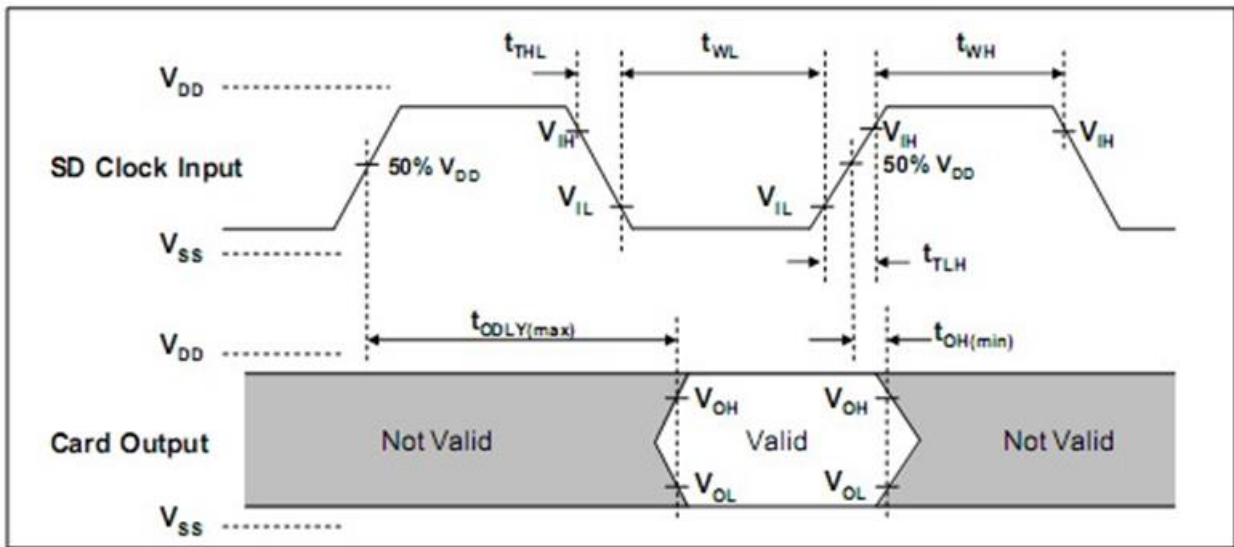 tTHL tWL tWH
VDD
VIH VIH VIH
SD Clock Input 50% VDD 50% VDD
VIL VIL
VSS
tTLH
tODLY(max) tOH(min)
VDD
VOH VOH
Card Output Not Valid Valid Not Valid
VOL VOL
VSS